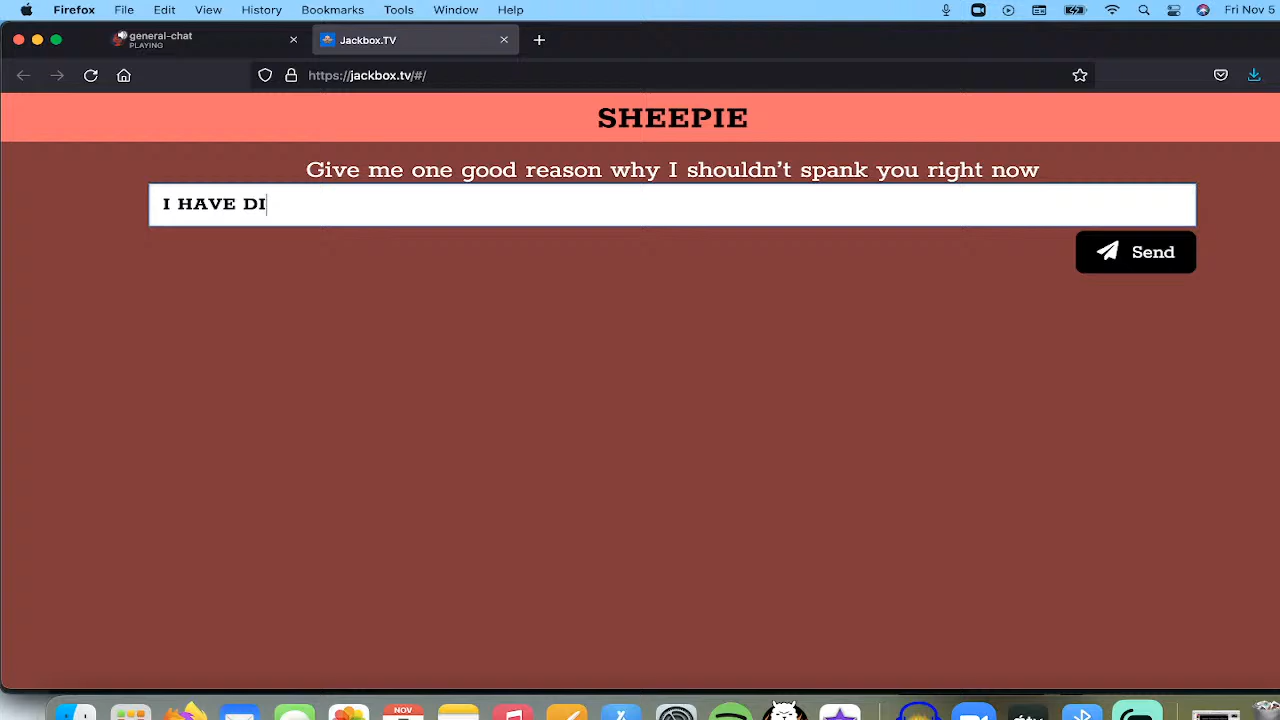 Firefox File Edit View History Bookmarks Tools Window Help Fri Nov 5
general-chat
PLAYING
Jackbox.TV
https://jackbox.tv/#/
SHEEPIE
Give me one good reason why I shouldn't spank you right now
I HAVE DI
Send
NOV